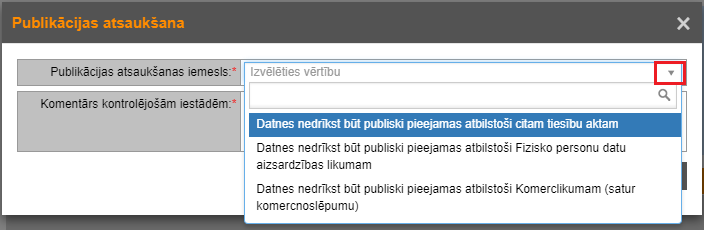 Publikācijas atsaukšana
Publikācijas atsaukšanas iemesls:*
Izvēlēties vērtību
Komentārs kontrolējošām iestādēm:*
Datnes nedrīkst būt publiski pieejamas atbilstoši citam tiesību aktam
Datnes nedrīkst būt publiski pieejamas atbilstoši Fizisko personu datu
aizsardzības likumam
Datnes nedrīkst būt publiski pieejamas atbilstoši Komerclikumam (satur
komercnoslēpumu)